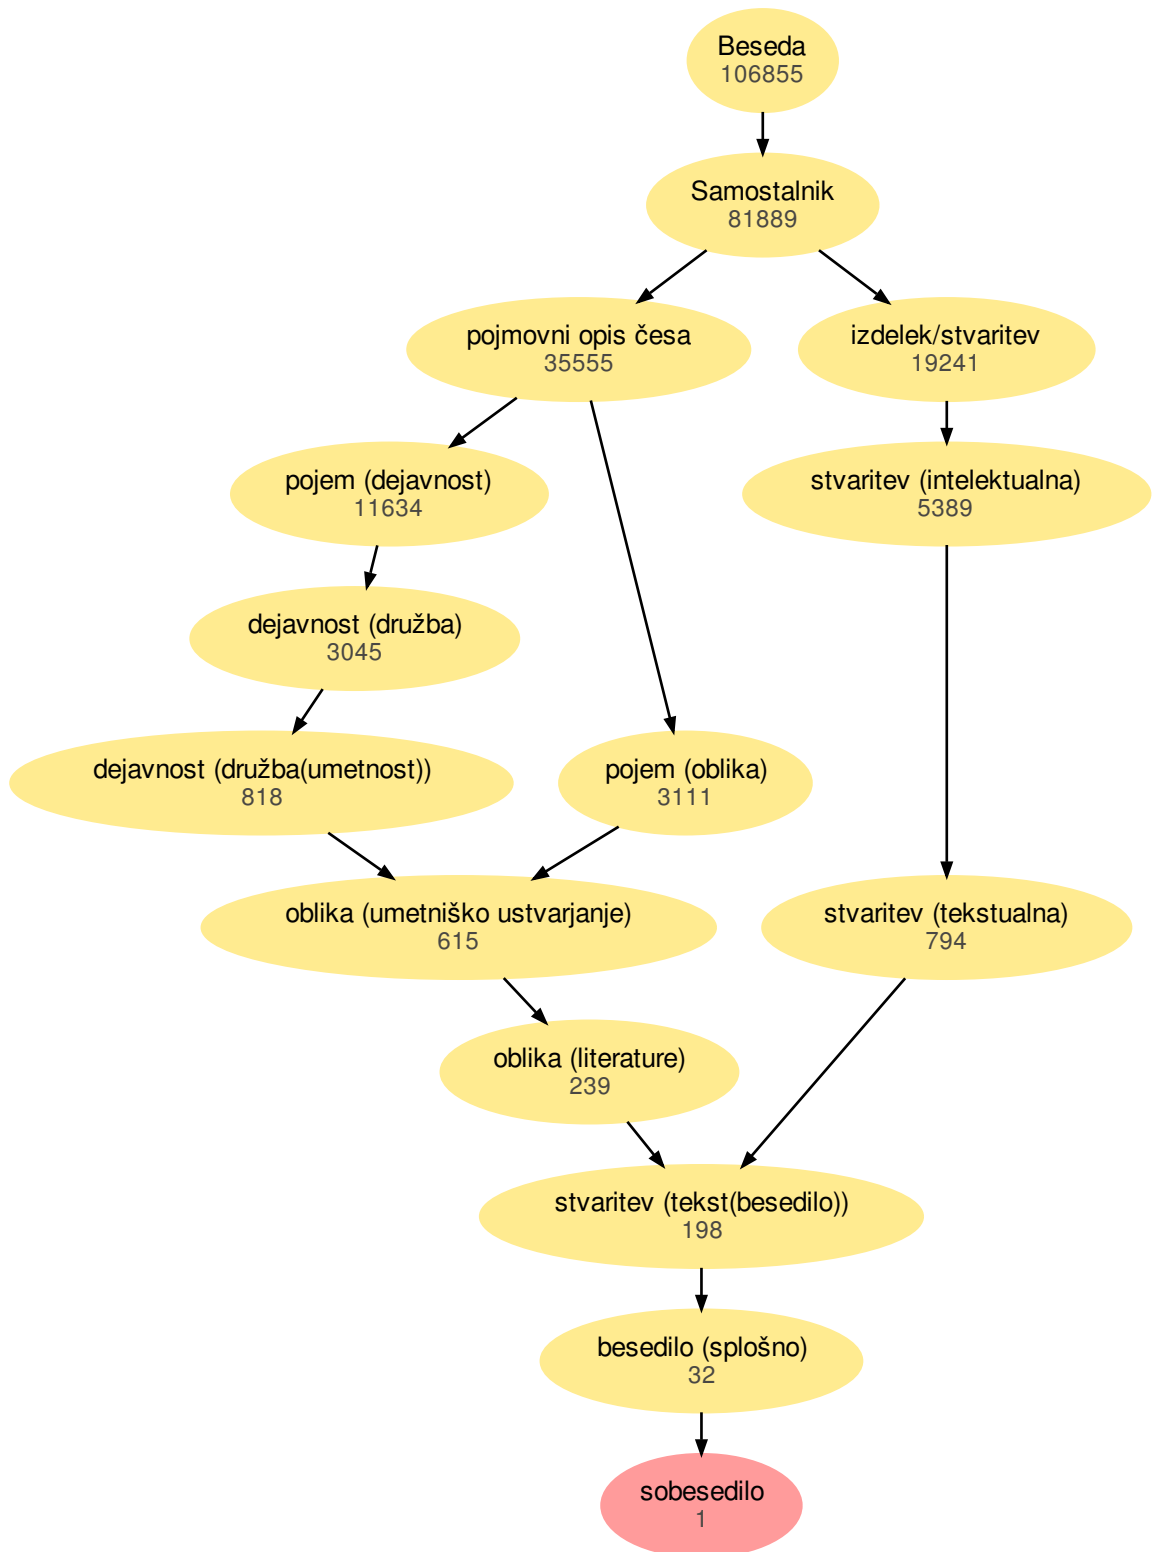 Beseda
106855
Samostalnik
81889
pojmovni opis česa
35555
izdelek/stvaritev
19241
pojem (dejavnost)
11634
stvaritev (intelektualna)
5389
dejavnost (družba)
3045
dejavnost (družba(umetnost))
818
pojem (oblika)
3111
oblika (umetniško ustvarjanje)
615
stvaritev (tekstualna)
794
oblika (literature)
239
stvaritev (tekst(besedilo))
198
besedilo (splošno)
32
sobesedilo
1